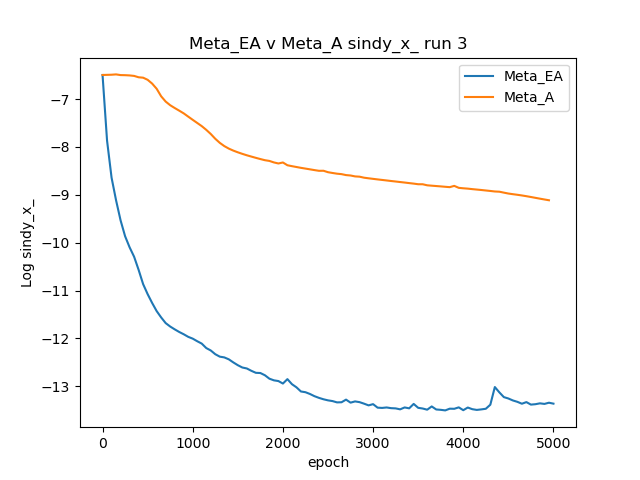 Meta_EA v Meta_A sindy_x_ run 3
Meta_EA
Meta_A
Log sindy_x_
−7
−8
−9
−10
−11
−12
−13
0
1000
2000
3000
4000
5000
epoch